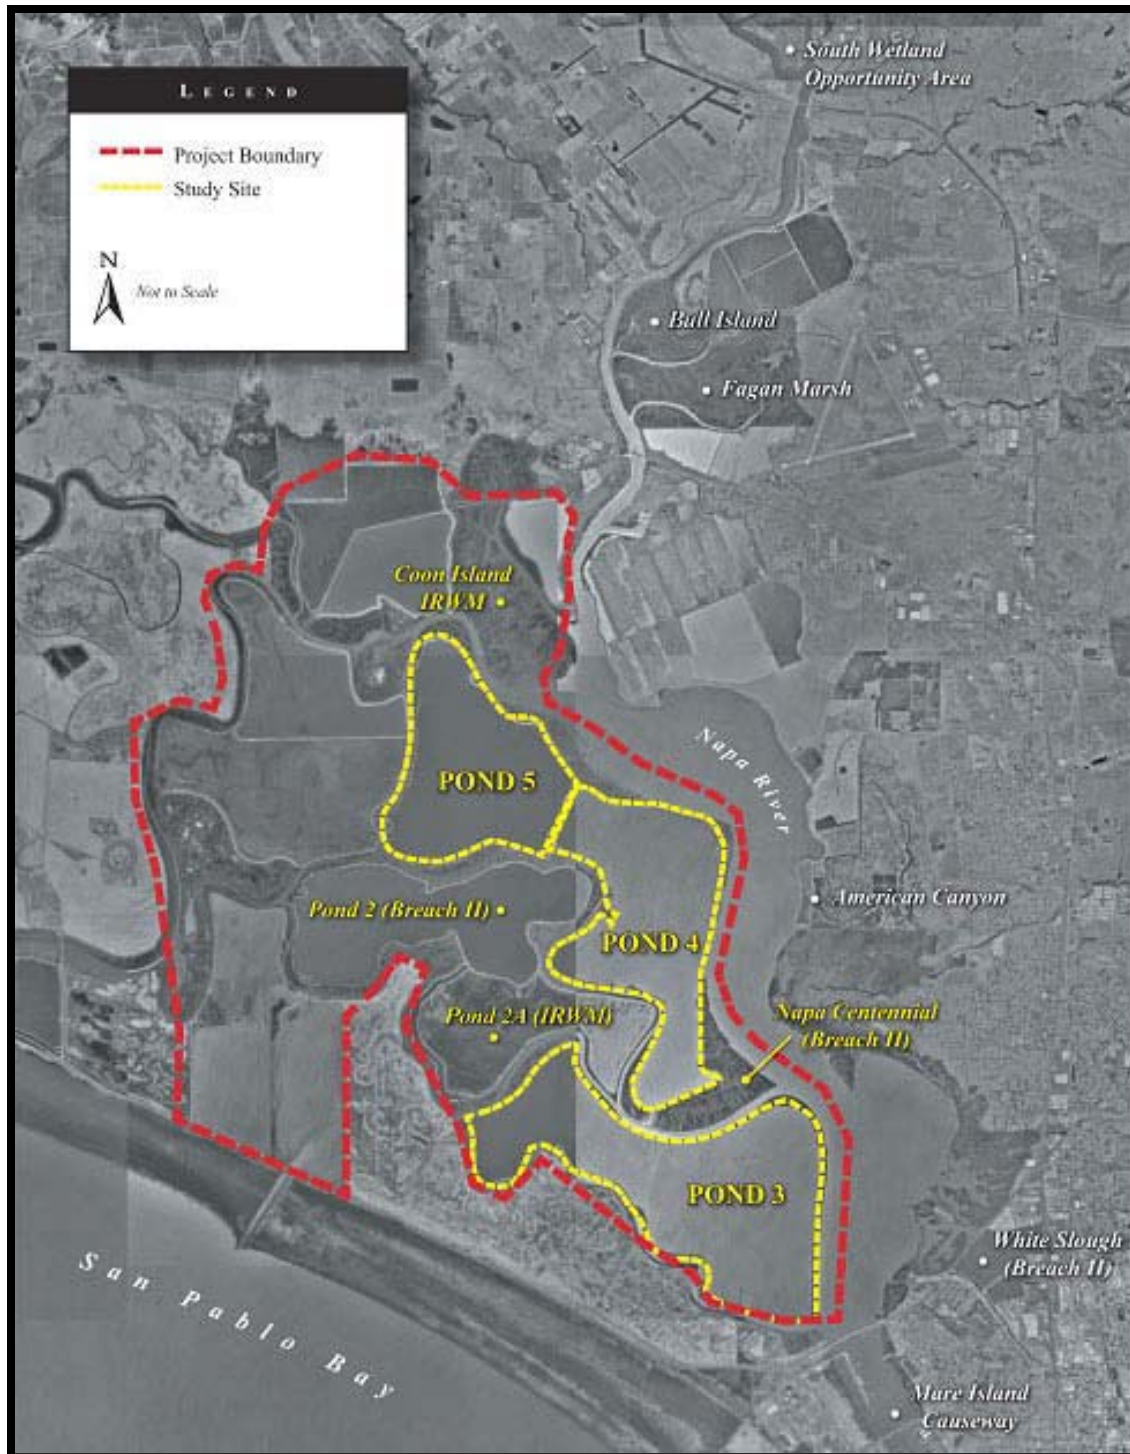 LEGEND
Project Boundary
Study Site
N
Not to Scale
South Wetland
Opportunity Area
Bull Island
Fagan Marsh
Coon Island
IRWM
Napa River
POND 5
American Canyon
Pond 2 (Breach II)
POND 4
Napa Centennial
(Breach II)
Pond 2A (IRWM)
POND 3
White Slough
(Breach II)
San Pablo Bay
Mare Island
Causeway